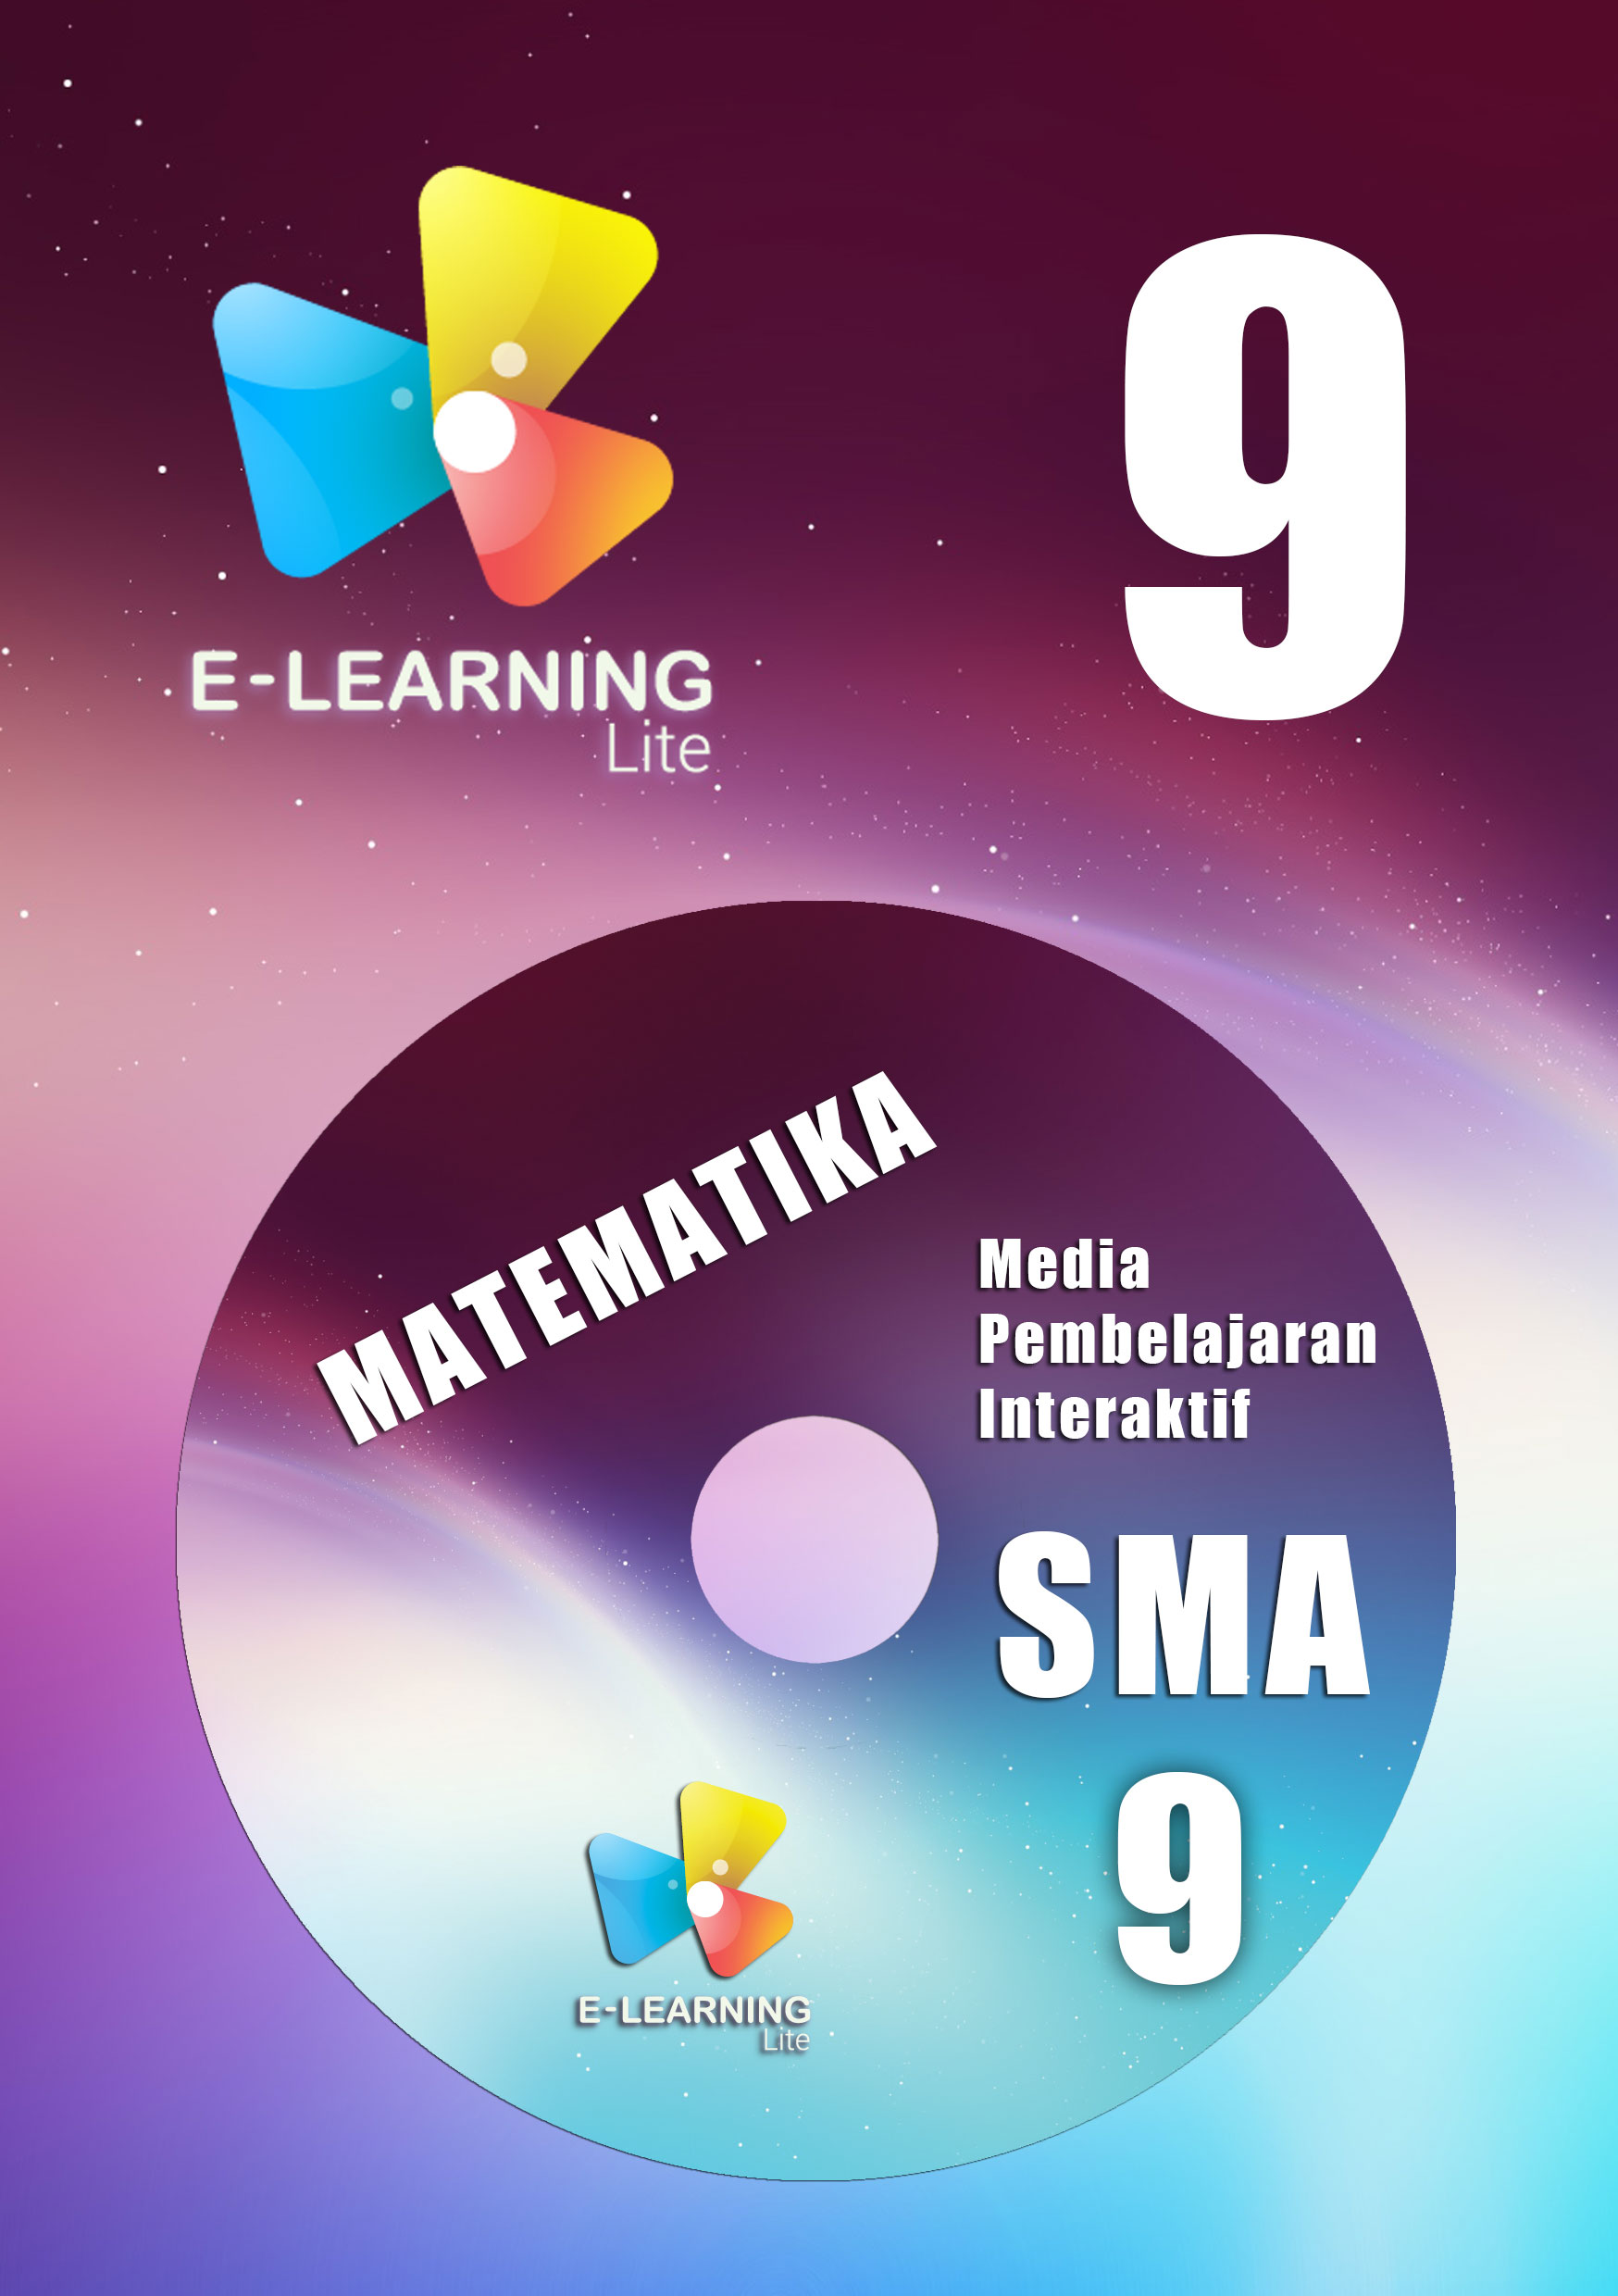 E-LEARNING
Lite
9
MATEMATIKA
Media
Pembelajaran
Interaktif
SMA
9
E-LEARNING
Lite